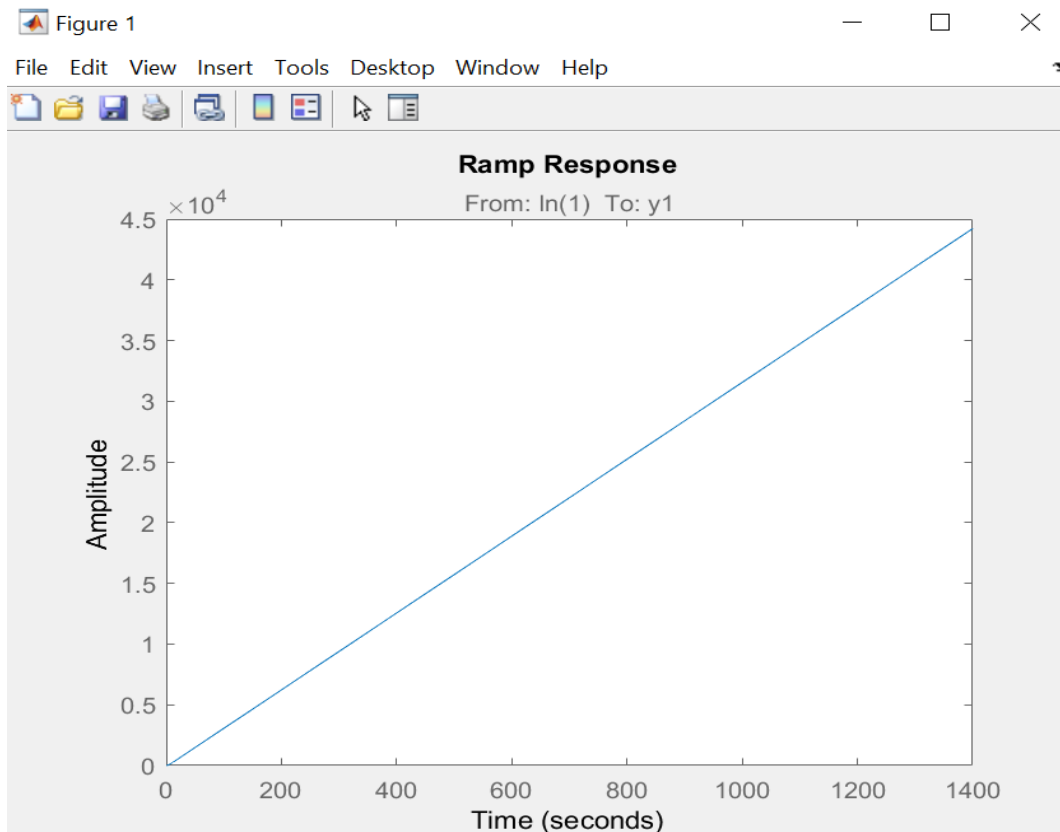 Figure 1
File Edit View Insert Tools Desktop Window Help
Ramp Response
From: In(1) To: y1
×10^4
4.5
4
3.5
3
2.5
2
1.5
1
0.5
0
Amplitude
0 200 400 600 800 1000 1200 1400
Time (seconds)